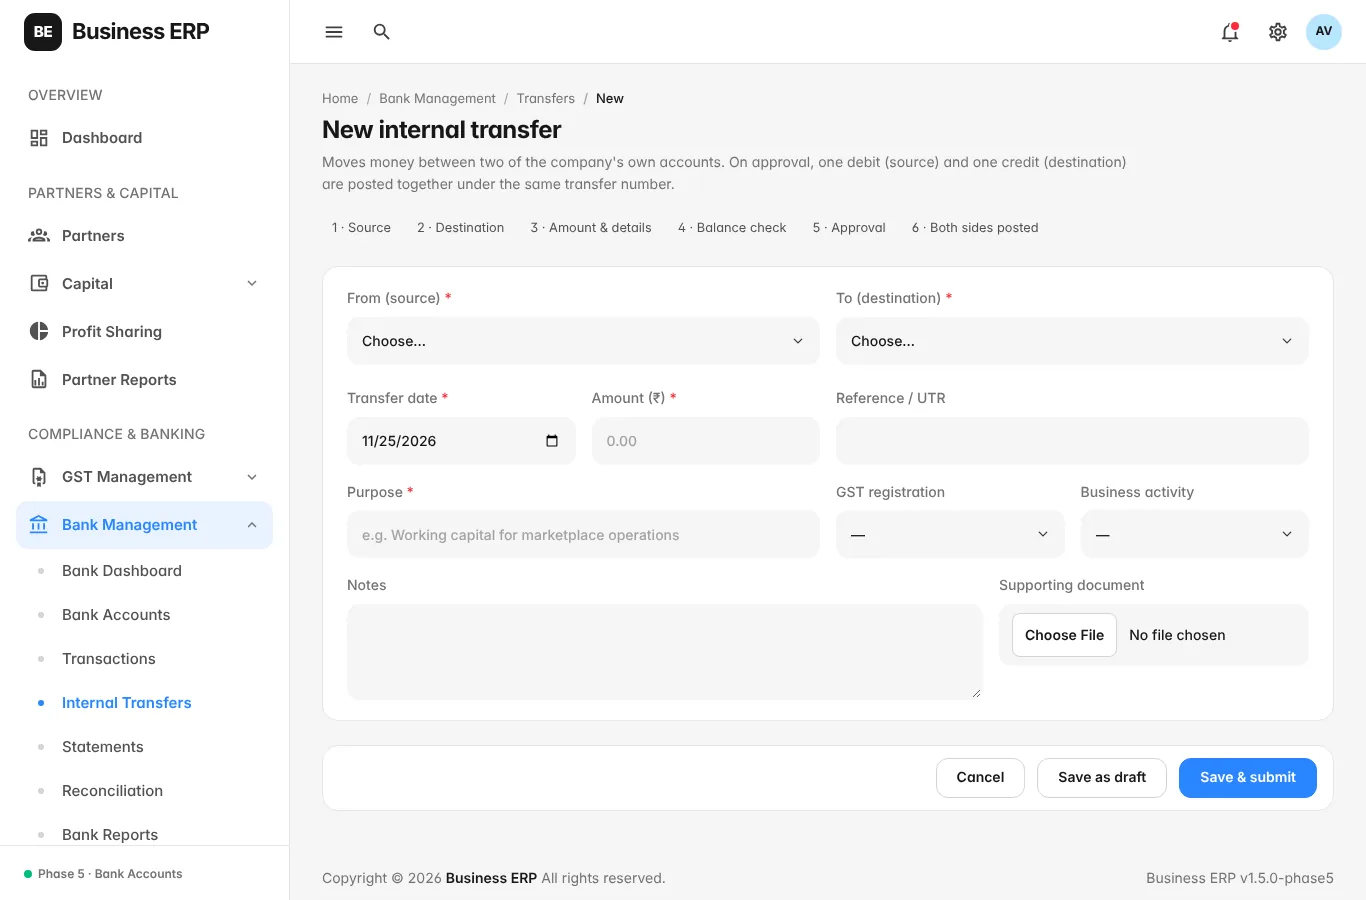 BE Business ERP
AV
OVERVIEW
Dashboard
PARTNERS & CAPITAL
Partners
Capital
Profit Sharing
Partner Reports
COMPLIANCE & BANKING
GST Management
Bank Management
Bank Dashboard
Bank Accounts
Transactions
Internal Transfers
Statements
Reconciliation
Bank Reports
Phase 5 · Bank Accounts
Home / Bank Management / Transfers / New
New internal transfer
Moves money between two of the company's own accounts. On approval, one debit (source) and one credit (destination)
are posted together under the same transfer number.
1 · Source 2 · Destination 3 · Amount & details 4 · Balance check 5 · Approval 6 · Both sides posted
From (source) * To (destination) *
Choose... Choose...
Transfer date * Amount (₹) * Reference / UTR
11/25/2026 0.00
Purpose * GST registration Business activity
e.g. Working capital for marketplace operations — —
Notes Supporting document
Choose File No file chosen
Cancel Save as draft Save & submit
Copyright © 2026 Business ERP All rights reserved. Business ERP v1.5.0-phase5